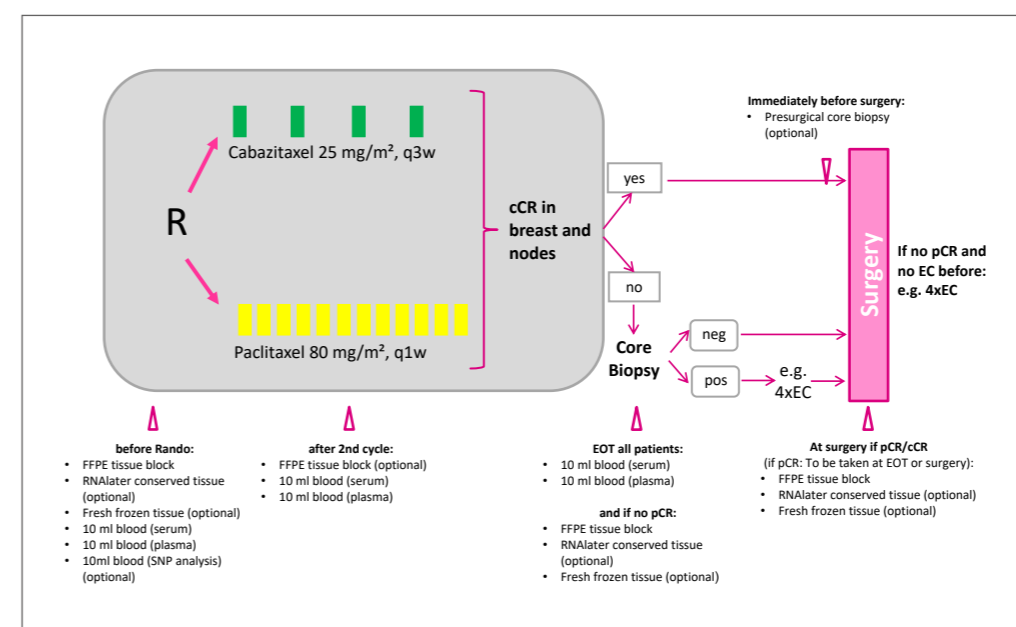 Cabazitaxel 25 mg/m², q3w
R
Paclitaxel 80 mg/m², q1w
cCR in
breast and
nodes
yes
no
Core
Biopsy
neg
pos
e.g.
4xEC
Immediately before surgery:
• Presurgical core biopsy
(optional)
Surgery
If no pCR and
no EC before:
e.g. 4xEC
before Rando:
• FFPE tissue block
• RNAlater conserved tissue
(optional)
• Fresh frozen tissue (optional)
• 10 ml blood (serum)
• 10 ml blood (plasma)
• 10ml blood (SNP analysis)
(optional)
after 2nd cycle:
• FFPE tissue block (optional)
• 10 ml blood (serum)
• 10 ml blood (plasma)
EOT all patients:
• 10 ml blood (serum)
• 10 ml blood (plasma)
and if no pCR:
• FFPE tissue block
• RNAlater conserved tissue
(optional)
• Fresh frozen tissue (optional)
At surgery if pCR/cCR
(if pCR: To be taken at EOT or surgery):
• FFPE tissue block
• RNAlater conserved tissue (optional)
• Fresh frozen tissue (optional)